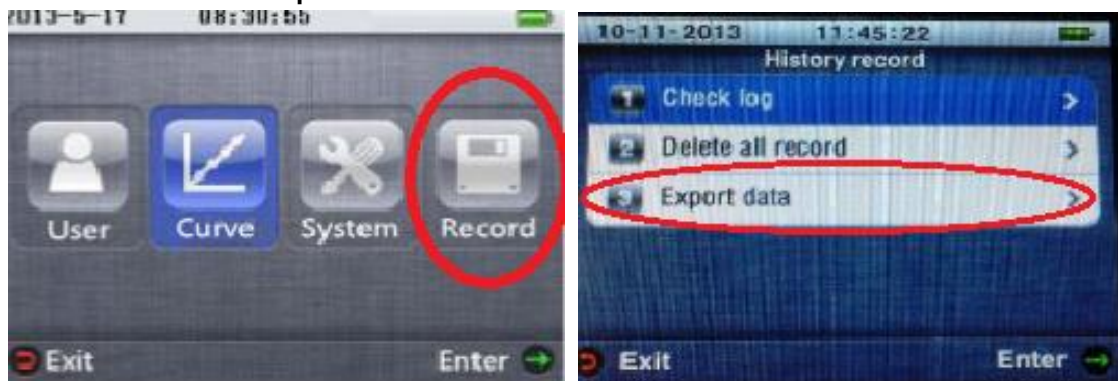 2013-5-17 08:30:55
User Curve System Record
Exit Enter
10-11-2013 11:45:22
History record
1 Check log >
2 Delete all record >
3 Export data >
Exit Enter